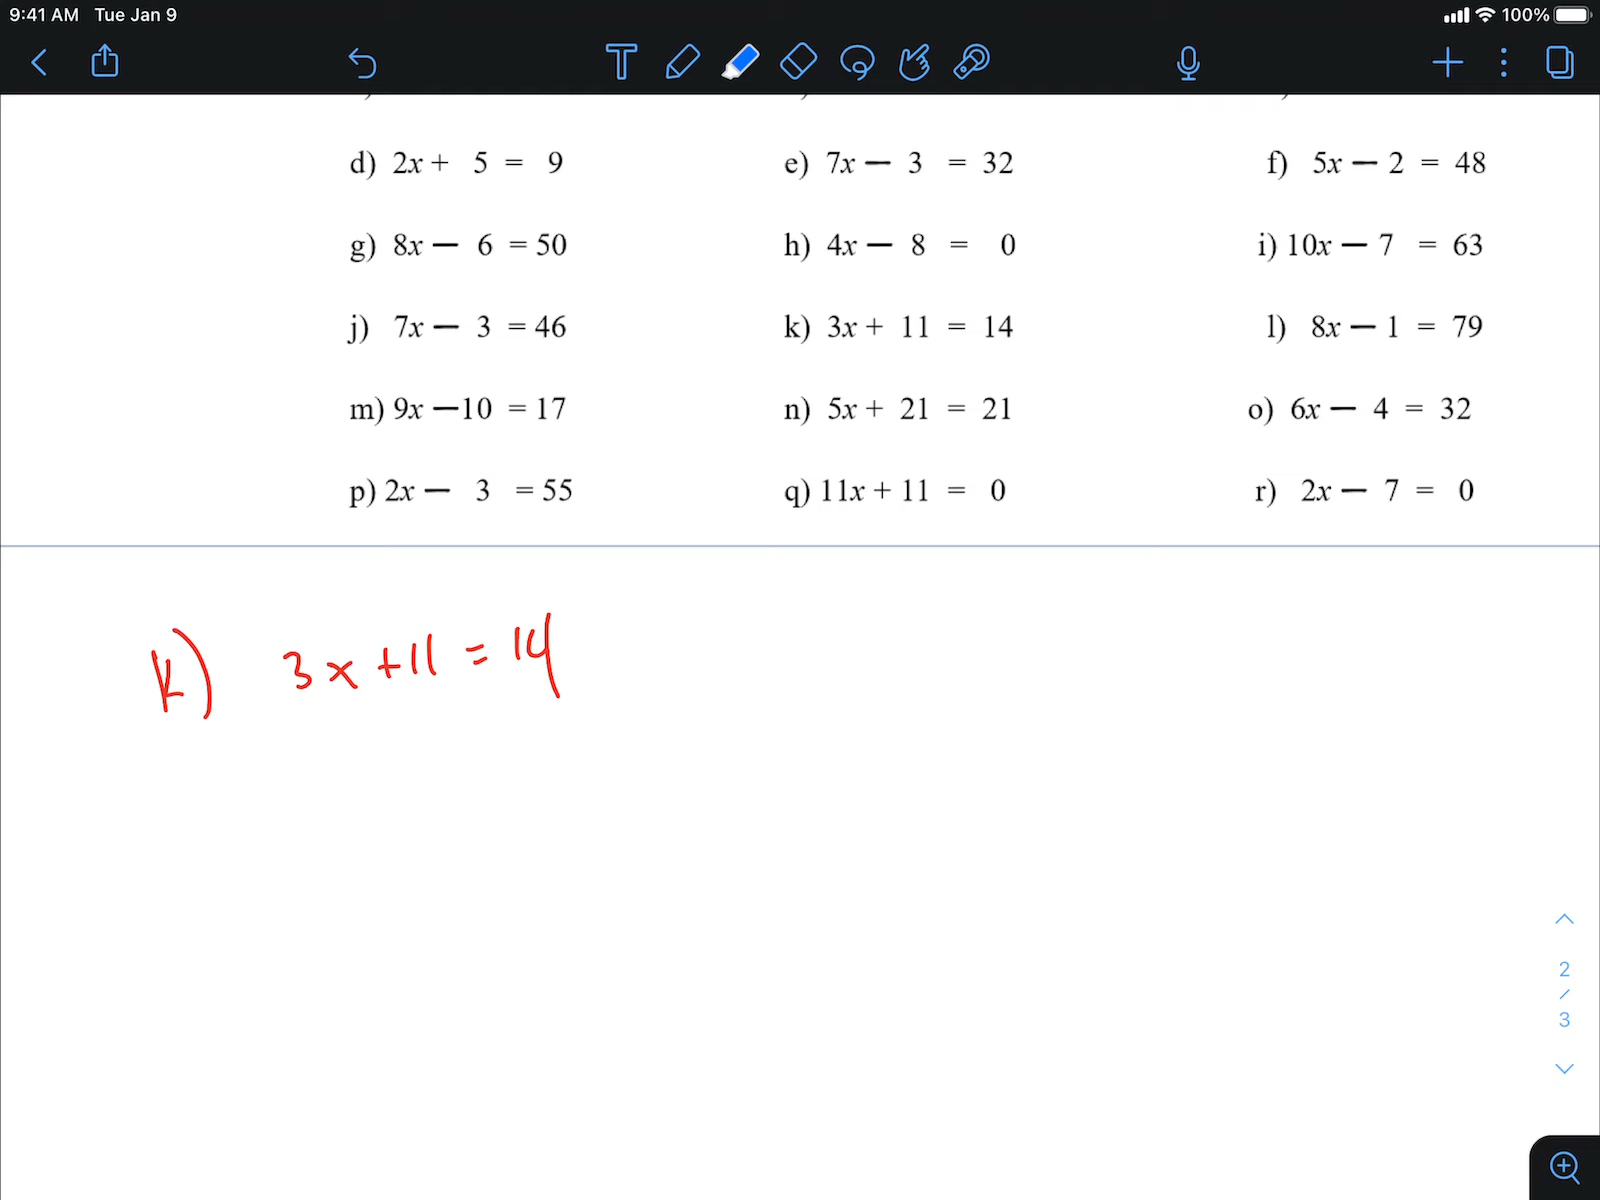 9:41 AM Tue Jan 9 100%
d) 2x + 5 = 9 e) 7x — 3 = 32 f) 5x — 2 = 48
g) 8x — 6 = 50 h) 4x — 8 = 0 i) 10x — 7 = 63
j) 7x — 3 = 46 k) 3x + 11 = 14 l) 8x — 1 = 79
m) 9x —10 = 17 n) 5x + 21 = 21 o) 6x — 4 = 32
p) 2x — 3 = 55 q) 11x + 11 = 0 r) 2x — 7 = 0
k) 3x +11 = 14
2
/
3